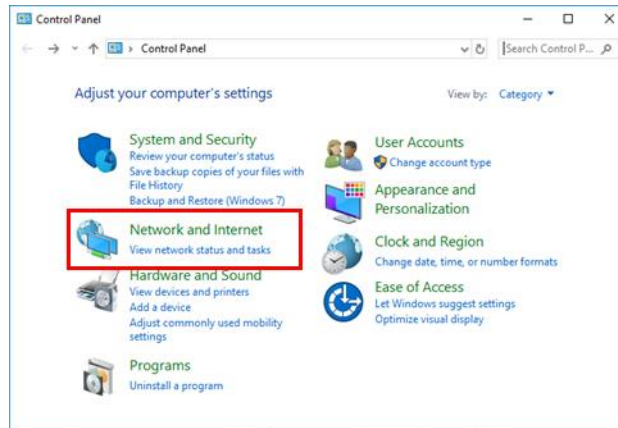 Control Panel
Control Panel
Search Control P...
Adjust your computer's settings
View by: Category
System and Security
Review your computer's status
Save backup copies of your files with
File History
Backup and Restore (Windows 7)
Network and Internet
View network status and tasks
Hardware and Sound
View devices and printers
Add a device
Adjust commonly used mobility
settings
Programs
Uninstall a program
User Accounts
Change account type
Appearance and
Personalization
Clock and Region
Change date, time, or number formats
Ease of Access
Let Windows suggest settings
Optimize visual display